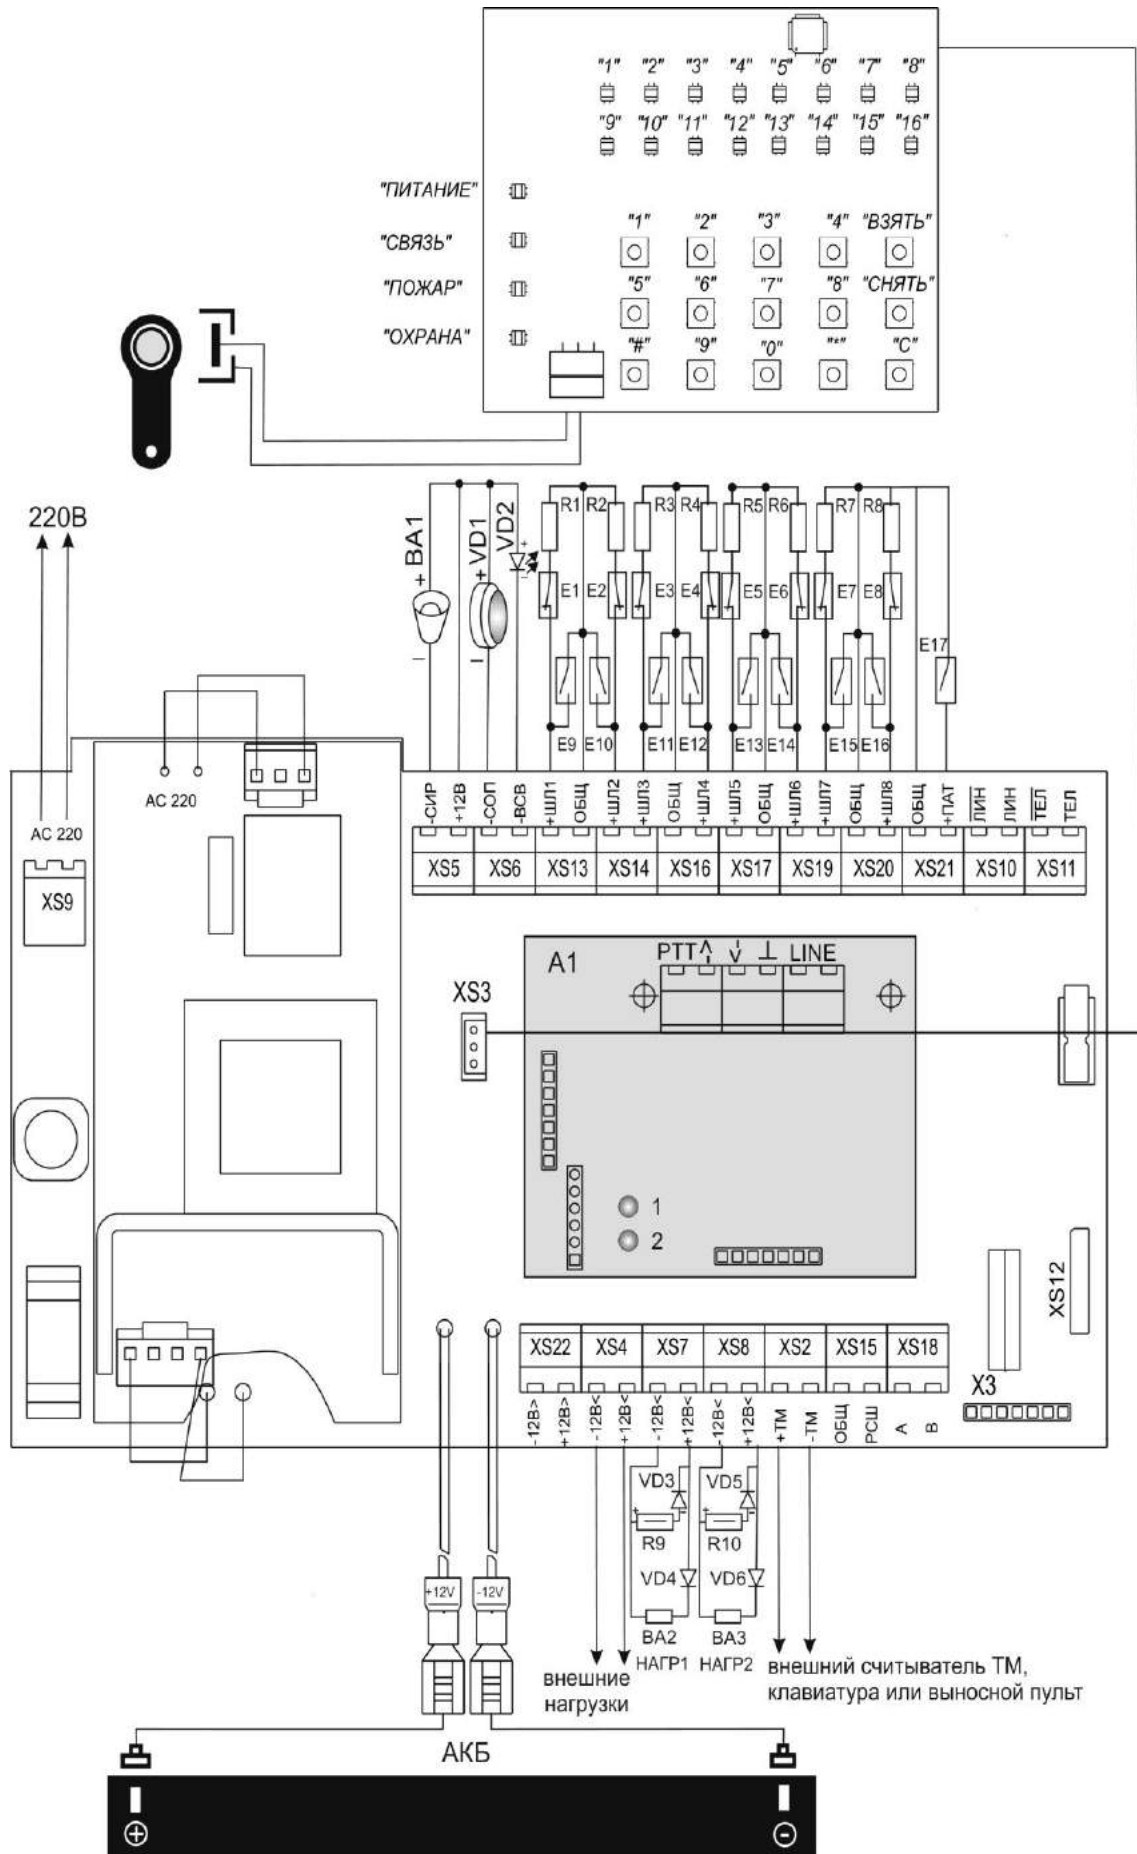 "1" "2" "3" "4" "5" "6" "7" "8"
"9" "10" "11" "12" "13" "14" "15" "16"
"ПИТАНИЕ"
"1" "2" "3" "4" "ВЗЯТЬ"
"СВЯЗЬ"
"5" "6" "7" "8" "СНЯТЬ"
"ПОЖАР"
"ОХРАНА"
"#" "9" "0" "*" "С"
220В
+ BA1
+ VD1
VD2
+
R1 R2 R3 R4 R5 R6 R7 R8
E1 E2 E3 E4 E5 E6 E7 E8
E17
E9 E10 E11 E12 E13 E14 E15 E16
AC 220
AC 220
-СИР +12В -СОП -ВСВ +ШЛ1 ОБЩ +ШЛ2 +ШЛ3 ОБЩ +ШЛ4 +ШЛ5 ОБЩ +ШЛ6 +ШЛ7 ОБЩ +ШЛ8 ОБЩ +ПАТ ЛИН ЛИН ТЕЛ ТЕЛ
XS5 XS6 XS13 XS14 XS16 XS17 XS19 XS20 XS21 XS10 XS11
XS9
A1
PTT LINE
XS3
1
2
XS12
XS22 XS4 XS7 XS8 XS2 XS15 XS18
X3
-12В> +12В> -12В< +12В< -12В< +12В< -12В< +12В< +ТМ -ТМ ОБЩ РСШ А В
VD3 VD5
R9 R10
VD4 VD6
+12V -12V
BA2 BA3
НАГР1 НАГР2
внешние
нагрузки
внешний считыватель ТМ,
клавиатура или выносной пульт
АКБ
+ -